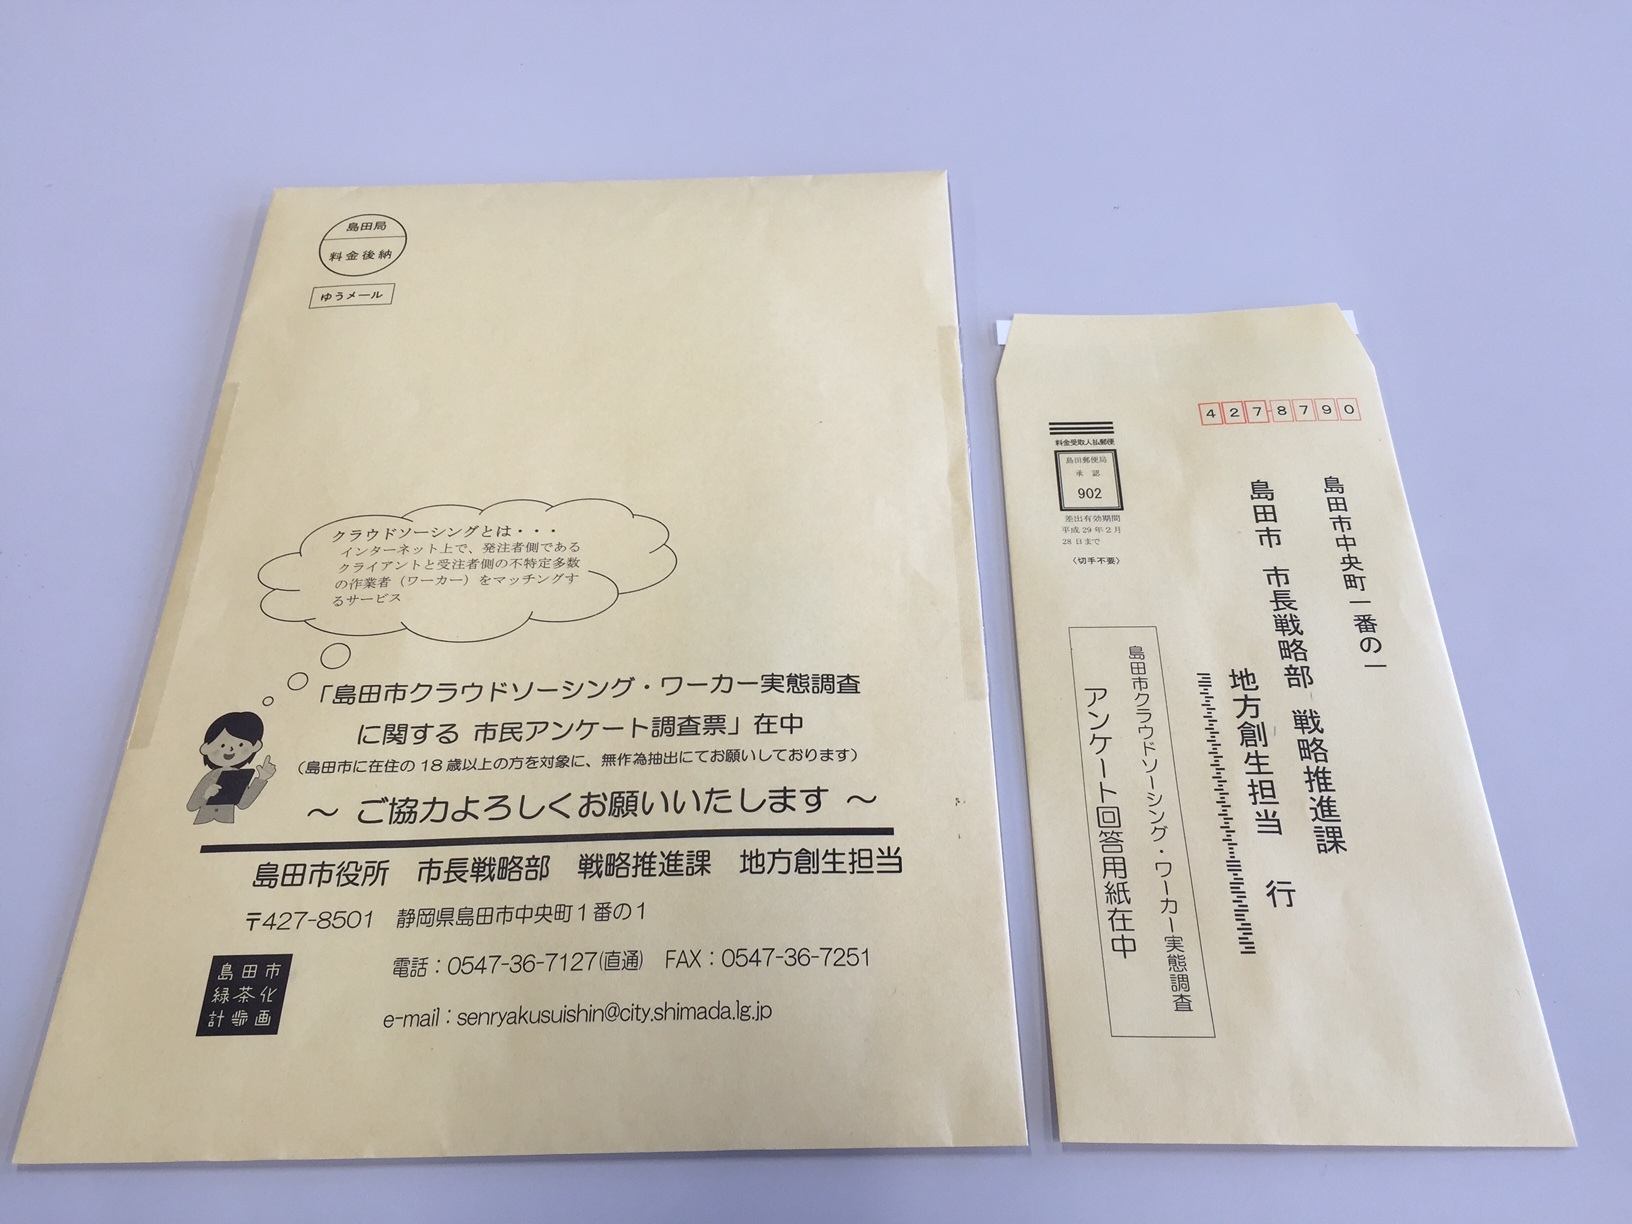 島田局
料金後納
ゆうメール
クラウドソーシングとは・・・
インターネット上で、発注者側である
クライアントと受注者側の不特定多数
の作業者（ワーカー）をマッチングす
るサービス
「島田市クラウドソーシング・ワーカー実態調査
に関する 市民アンケート調査票」在中
（島田市に在住の18歳以上の方を対象に、無作為抽出にてお願いしております）
～ ご協力よろしくお願いいたします ～
島田市役所　市長戦略部　戦略推進課　地方創生担当
〒427-8501　静岡県島田市中央町1番の1
電話：0547-36-7127(直通)　FAX：0547-36-7251
e-mail：senryakusuishin@city.shimada.lg.jp
島田市
緑茶化
計画
4278790
料金受取人払郵便
島田郵便局
承認
902
差出有効期間
平成29年2月
28日まで
〈切手不要〉
島田市中央町一番の一
島田市 市長戦略部 戦略推進課
地方創生担当 行
島田市クラウドソーシング・ワーカー実態調査
アンケート回答用紙在中